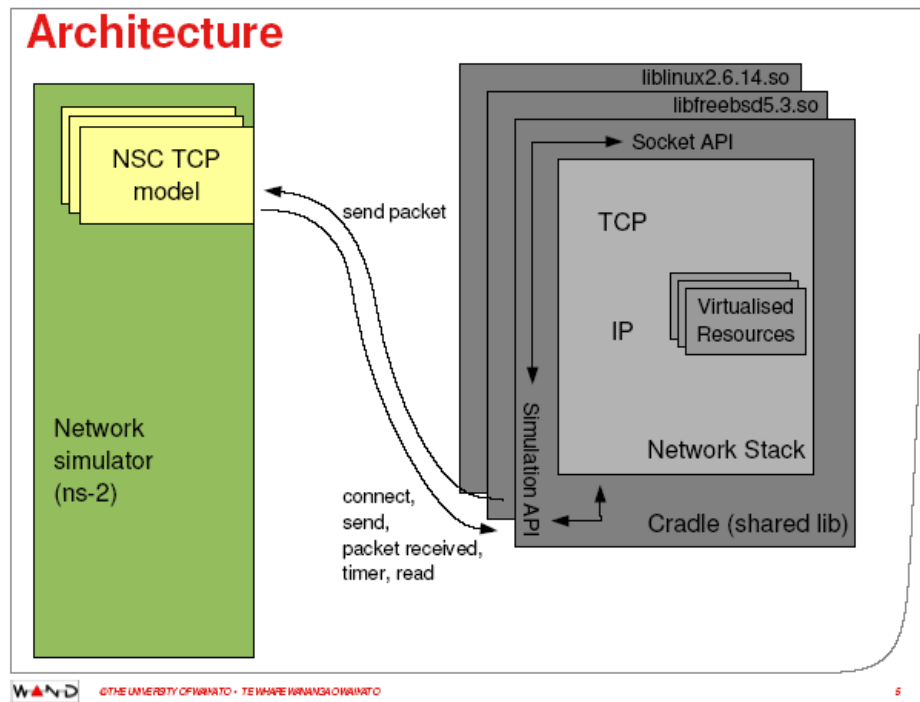 Architecture
NSC TCP
model
Network
simulator
(ns-2)
send packet
connect,
send,
packet received,
timer, read
liblinux2.6.14.so
libfreebsd5.3.so
Socket API
TCP
IP
Virtualised
Resources
Network Stack
Simulation API
Cradle (shared lib)
WAND
©THE UNIVERSITY OF WAIKATO • TE WHARE WANANGA O WAIKATO
5